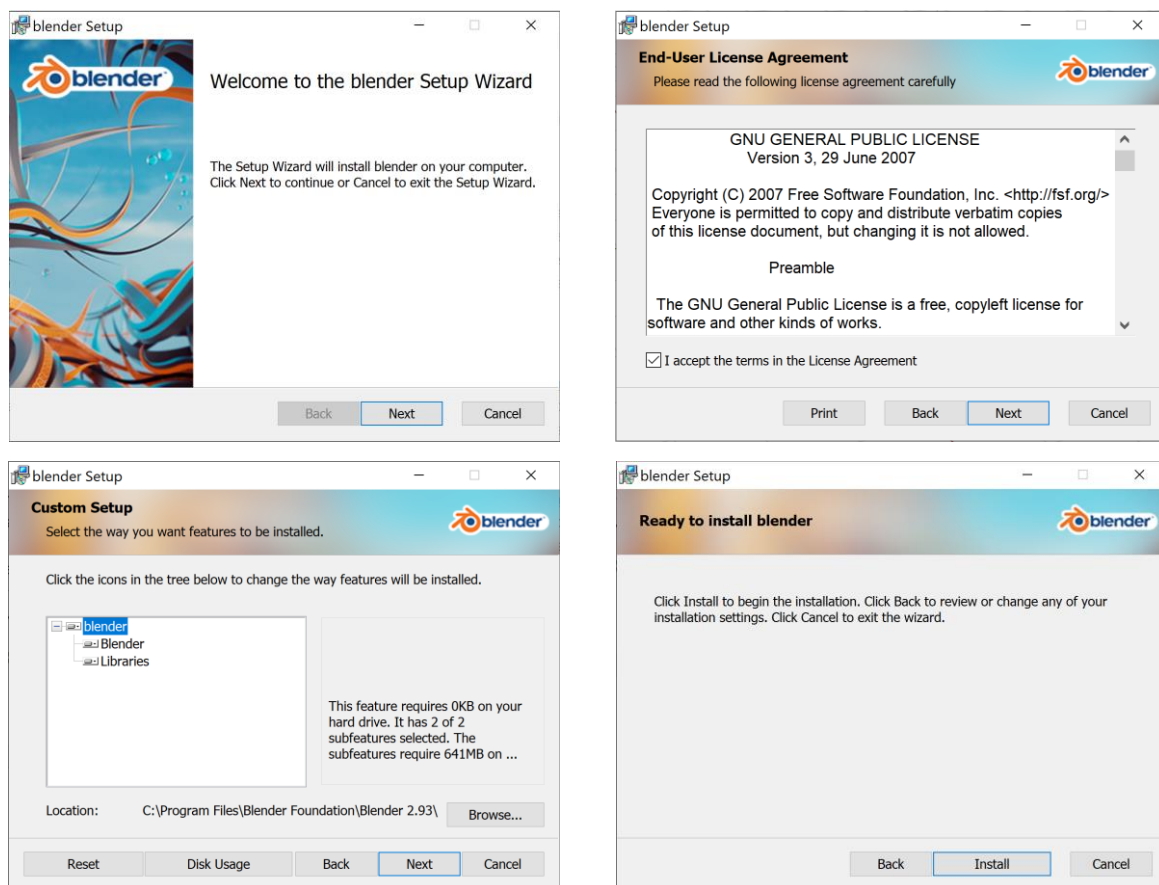 blender Setup
blender
Welcome to the blender Setup Wizard
The Setup Wizard will install blender on your computer.
Click Next to continue or Cancel to exit the Setup Wizard.
Back Next Cancel
blender Setup
End-User License Agreement
Please read the following license agreement carefully
blender
GNU GENERAL PUBLIC LICENSE
Version 3, 29 June 2007
Copyright (C) 2007 Free Software Foundation, Inc. <http://fsf.org/>
Everyone is permitted to copy and distribute verbatim copies
of this license document, but changing it is not allowed.
Preamble
The GNU General Public License is a free, copyleft license for
software and other kinds of works.
I accept the terms in the License Agreement
Print Back Next Cancel
blender Setup
Custom Setup
Select the way you want features to be installed.
blender
Click the icons in the tree below to change the way features will be installed.
blender
Blender
Libraries
This feature requires 0KB on your
hard drive. It has 2 of 2
subfeatures selected. The
subfeatures require 641MB on ...
Location: C:\Program Files\Blender Foundation\Blender 2.93\ Browse...
Reset Disk Usage Back Next Cancel
blender Setup
Ready to install blender
blender
Click Install to begin the installation. Click Back to review or change any of your
installation settings. Click Cancel to exit the wizard.
Back Install Cancel